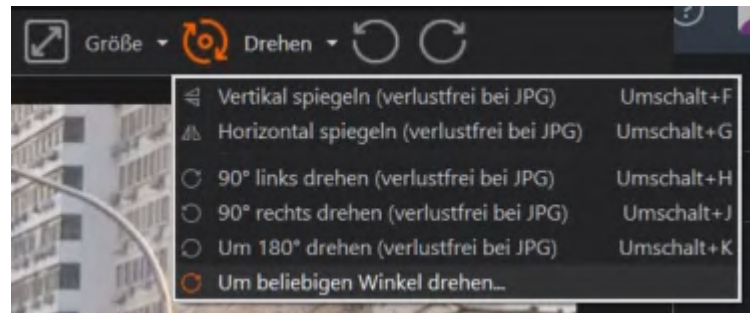 Größe Drehen
Vertikal spiegeln (verlustfrei bei JPG) Umschalt+F
Horizontal spiegeln (verlustfrei bei JPG) Umschalt+G
90° links drehen (verlustfrei bei JPG) Umschalt+H
90° rechts drehen (verlustfrei bei JPG) Umschalt+J
Um 180° drehen (verlustfrei bei JPG) Umschalt+K
Um beliebigen Winkel drehen...